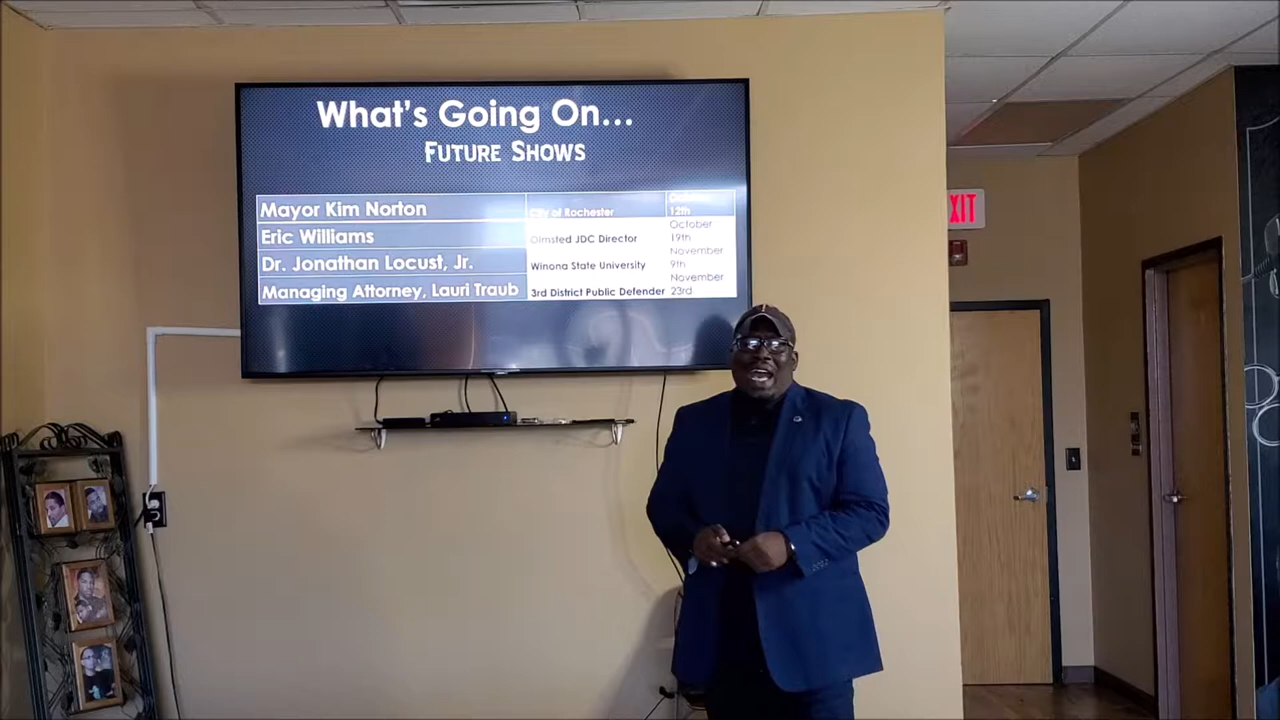 What's Going On...
Future Shows
Mayor Kim Norton City of Rochester October 12th
Eric Williams Olmsted JDC Director October 19th
Dr. Jonathan Locust, Jr. Winona State University November 9th
Managing Attorney, Lauri Traub 3rd District Public Defender November 23rd
EXIT